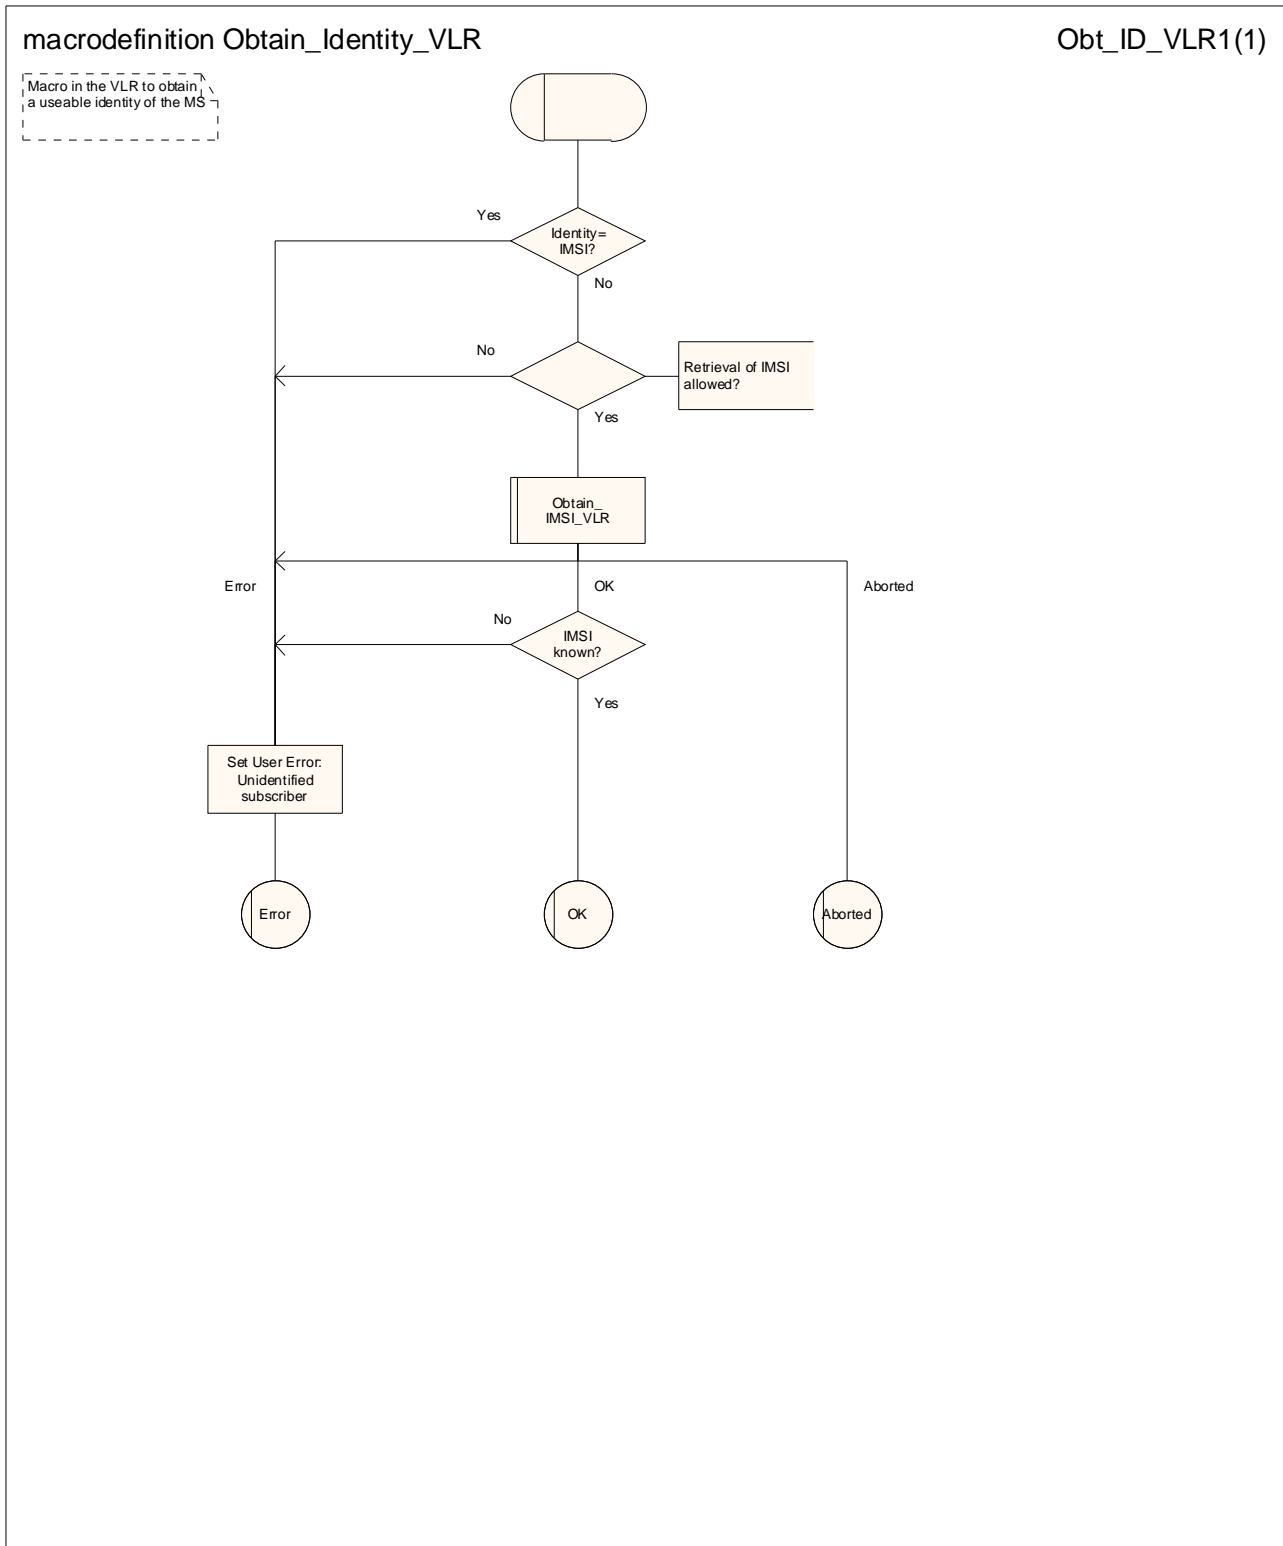 macrodefinition Obtain_Identity_VLR
Obt_ID_VLR1(1)
Macro in the VLR to obtain
a useable identity of the MS
Yes
Identity=
IMSI?
No
No
Retrieval of IMSI
allowed?
Yes
Obtain_
IMSI_VLR
Error
OK
Aborted
No
IMSI
known?
Yes
Set User Error:
Unidentified
subscriber
Error
OK
Aborted